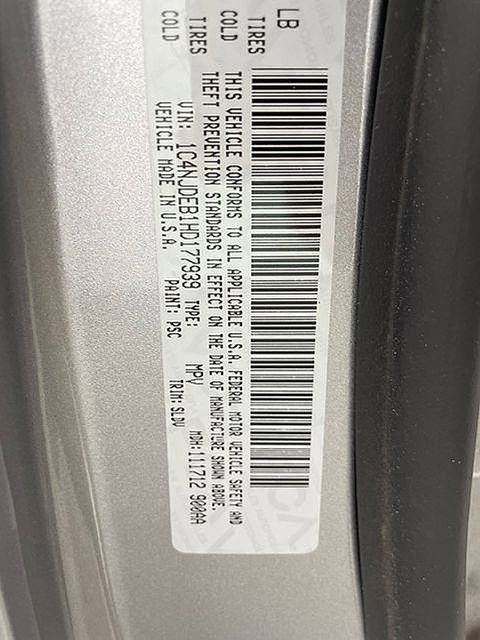 LB
TIRES COLD
TIRES COLD
THIS VEHICLE CONFORMS TO ALL APPLICABLE U.S.A. FEDERAL MOTOR VEHICLE SAFETY AND
THEFT PREVENTION STANDARDS IN EFFECT ON THE DATE OF MANUFACTURE SHOWN ABOVE.
VIN: 1C4NJDEB1HD177939 TYPE: MPV MDH:111712 900AA
VEHICLE MADE IN U.S.A. PAINT: PSC TRIM: SLDV